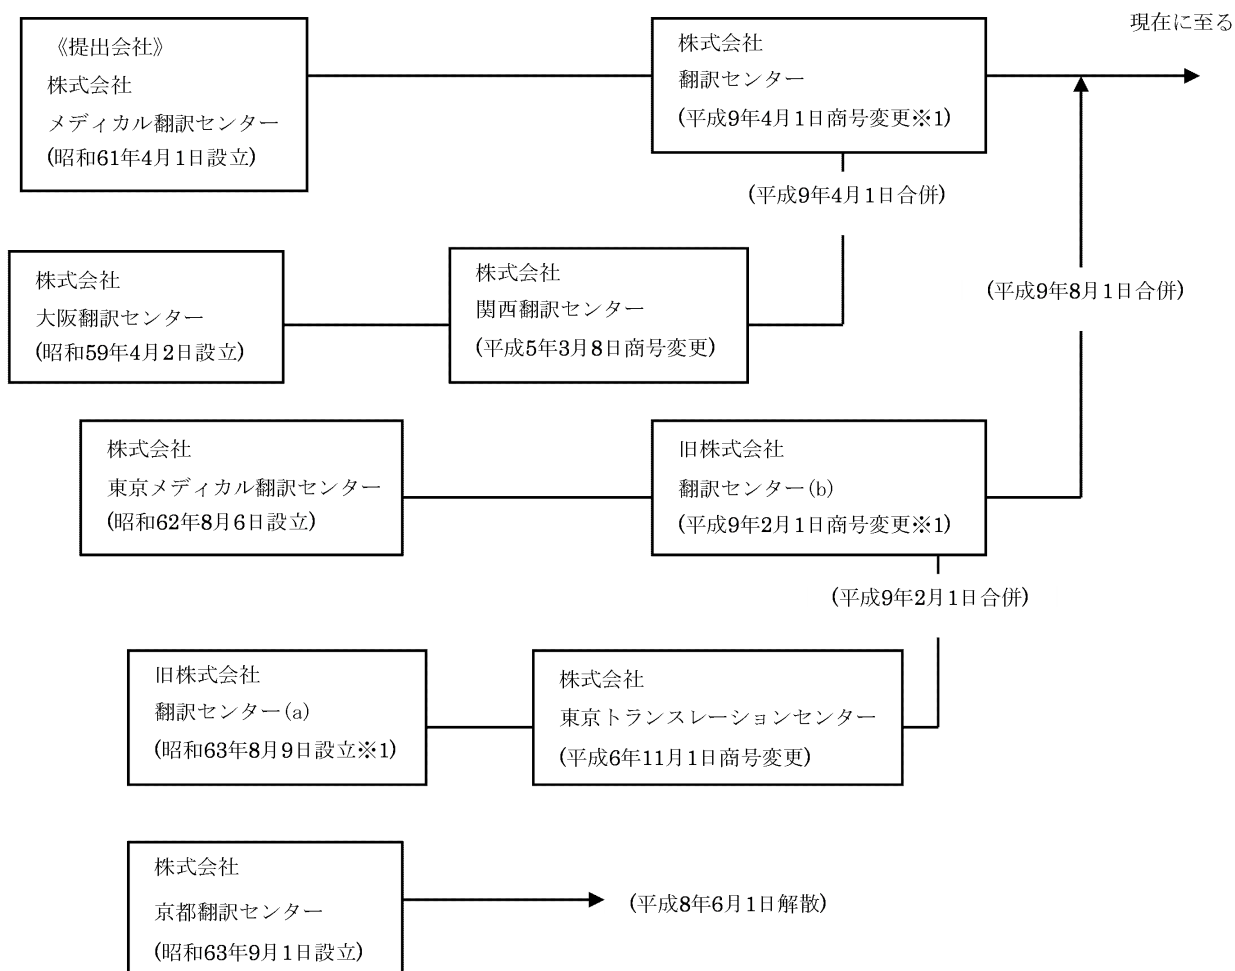 現在に至る
《提出会社》
株式会社
メディカル翻訳センター
(昭和61年4月1日設立)
株式会社
翻訳センター
(平成9年4月1日商号変更※1)
(平成9年4月1日合併)
株式会社
大阪翻訳センター
(昭和59年4月2日設立)
株式会社
関西翻訳センター
(平成5年3月8日商号変更)
(平成9年8月1日合併)
株式会社
東京メディカル翻訳センター
(昭和62年8月6日設立)
旧株式会社
翻訳センター(b)
(平成9年2月1日商号変更※1)
(平成9年2月1日合併)
旧株式会社
翻訳センター(a)
(昭和63年8月9日設立※1)
株式会社
東京トランスレーションセンター
(平成6年11月1日商号変更)
株式会社
京都翻訳センター
(昭和63年9月1日設立)
(平成8年6月1日解散)